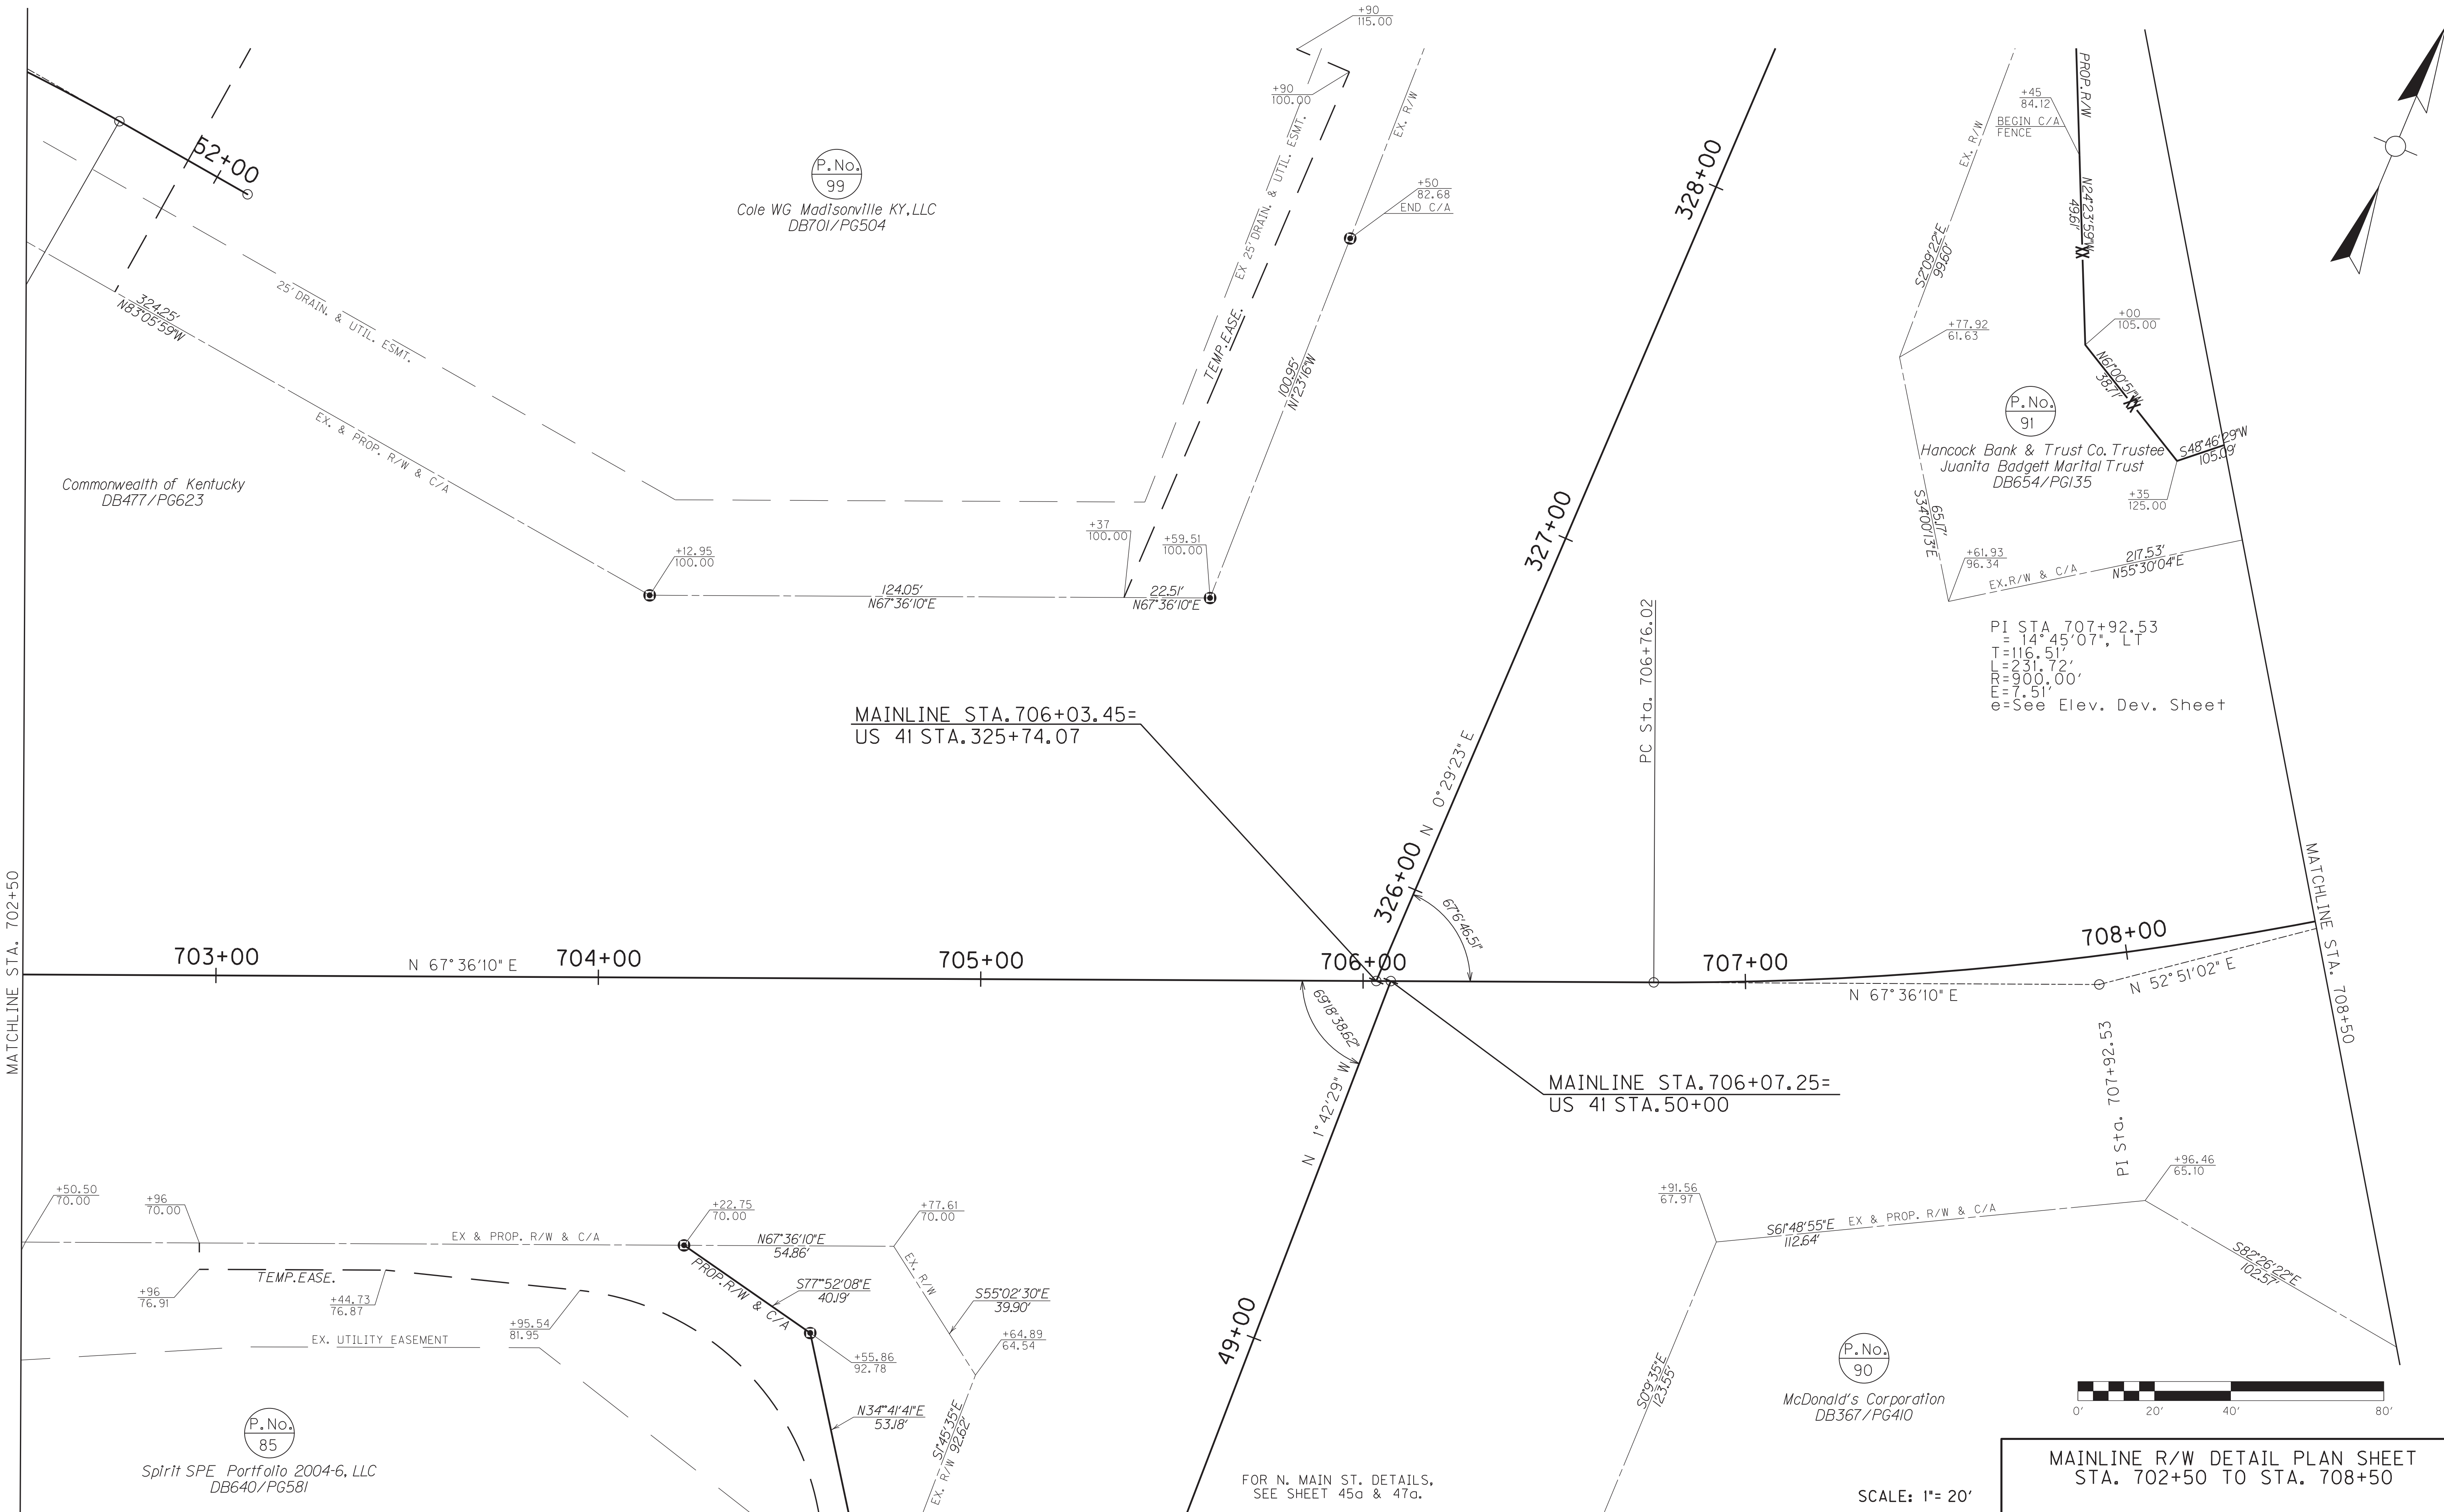 +90
115.00
+90
100.00
EX. R/W
EX 25' DRAIN. & UTIL. ESMT.
TEMP. EASE.
52+00
P.No.
99
Cole WG Madisonville KY, LLC
DB701/PG504
+50
82.68
END C/A
328+00
EX. R/W
+45
84.12
BEGIN C/A
FENCE
PROP. R/W
N24°23'59"W
49.61'
S2°09'22"E
99.60'
+00
105.00
+77.92
61.63
N61°00'51"W
38.71'
P.No.
91
Hancock Bank & Trust Co. Trustee
Juanita Badgett Marital Trust
DB654/PG135
S48°46'29"W
105.09'
+35
125.00
65.17'
S34°00'13"E
+61.93
96.34
EX. R/W & C/A
217.53'
N55°30'04"E
324.25'
N83°05'59"W
25' DRAIN. & UTIL. ESMT.
EX. & PROP. R/W & C/A
Commonwealth of Kentucky
DB477/PG623
100.95'
N1°23'16"W
+12.95
100.00
+37
100.00
+59.51
100.00
124.05'
N67°36'10"E
22.51'
N67°36'10"E
327+00
PC Sta. 706+76.02
PI STA 707+92.53
= 14°45'07", LT
T=116.51'
L=231.72'
R=900.00'
E=7.51'
e=See Elev. Dev. Sheet
MAINLINE STA. 706+03.45=
US 41 STA. 325+74.07
N 0°29'23" E
326+00
67°6'46.51"
MATCHLINE STA. 702+50
703+00
N 67°36'10" E
704+00
705+00
706+00
707+00
708+00
N 67°36'10" E
N 52°51'02" E
MATCHLINE STA. 708+50
69°18'38.62"
N 1°42'29" W
PI Sta. 707+92.53
MAINLINE STA. 706+07.25=
US 41 STA. 50+00
+50.50
70.00
+96
70.00
+22.75
70.00
+77.61
70.00
EX & PROP. R/W & C/A
N67°36'10"E
54.86'
EX. R/W
TEMP. EASE.
+96
76.91
+44.73
76.87
+95.54
81.95
PROP. R/W & C/A
S77°52'08"E
40.19'
S55°02'30"E
39.90'
+64.89
64.54
+55.86
92.78
EX. UTILITY EASEMENT
N34°41'41"E
53.18'
S1°45'35"E
EX. R/W 92.62'
49+00
P.No.
85
Spirit SPE Portfolio 2004-6, LLC
DB640/PG581
+91.56
67.97
S61°48'55"E
112.64'
EX & PROP. R/W & C/A
+96.46
65.10
S82°26'22"E
102.57'
S0°9'35"E
123.55'
P.No.
90
McDonald's Corporation
DB367/PG410
0'
20'
40'
80'
FOR N. MAIN ST. DETAILS,
SEE SHEET 45a & 47a.
SCALE: 1"= 20'
MAINLINE R/W DETAIL PLAN SHEET
STA. 702+50 TO STA. 708+50